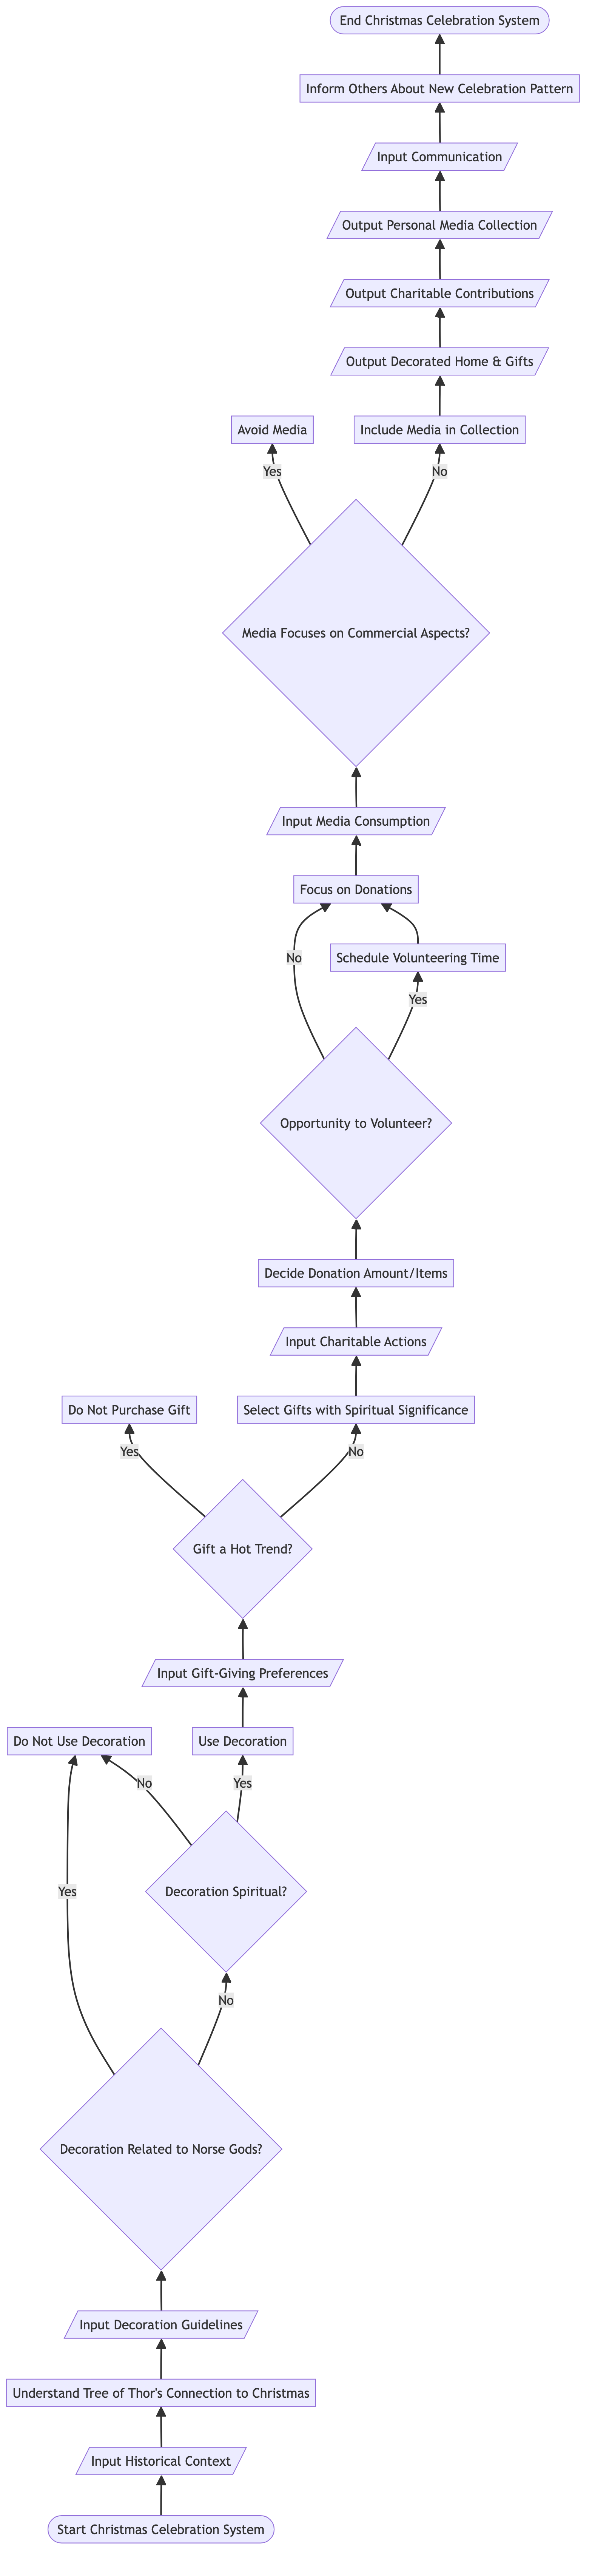 End Christmas Celebration System
Inform Others About New Celebration Pattern
Input Communication
Output Personal Media Collection
Output Charitable Contributions
Output Decorated Home & Gifts
Avoid Media
Include Media in Collection
Yes
No
Media Focuses on Commercial Aspects?
Input Media Consumption
Focus on Donations
No
Schedule Volunteering Time
Yes
Opportunity to Volunteer?
Decide Donation Amount/Items
Input Charitable Actions
Do Not Purchase Gift
Select Gifts with Spiritual Significance
Yes
No
Gift a Hot Trend?
Input Gift-Giving Preferences
Do Not Use Decoration
Use Decoration
No
Yes
Yes
Decoration Spiritual?
No
Decoration Related to Norse Gods?
Input Decoration Guidelines
Understand Tree of Thor's Connection to Christmas
Input Historical Context
Start Christmas Celebration System